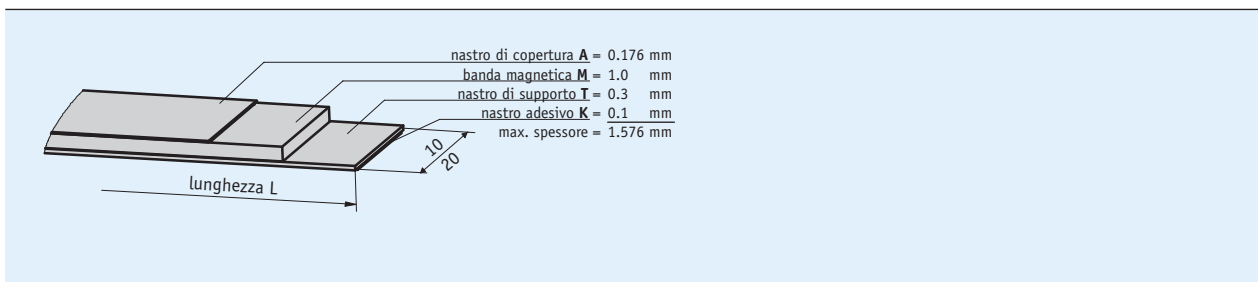 nastro di copertura A = 0.176 mm
banda magnetica M = 1.0 mm
nastro di supporto T = 0.3 mm
nastro adesivo K = 0.1 mm
max. spessore = 1.576 mm
10
20
lunghezza L